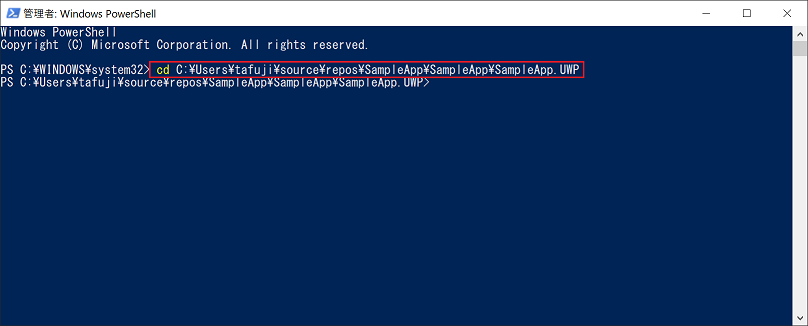 管理者: Windows PowerShell
Windows PowerShell
Copyright (C) Microsoft Corporation. All rights reserved.
PS C:¥WINDOWS¥system32> cd C:¥Users¥tafuji¥source¥repos¥SampleApp¥SampleApp¥SampleApp.UWP
PS C:¥Users¥tafuji¥source¥repos¥SampleApp¥SampleApp¥SampleApp.UWP>